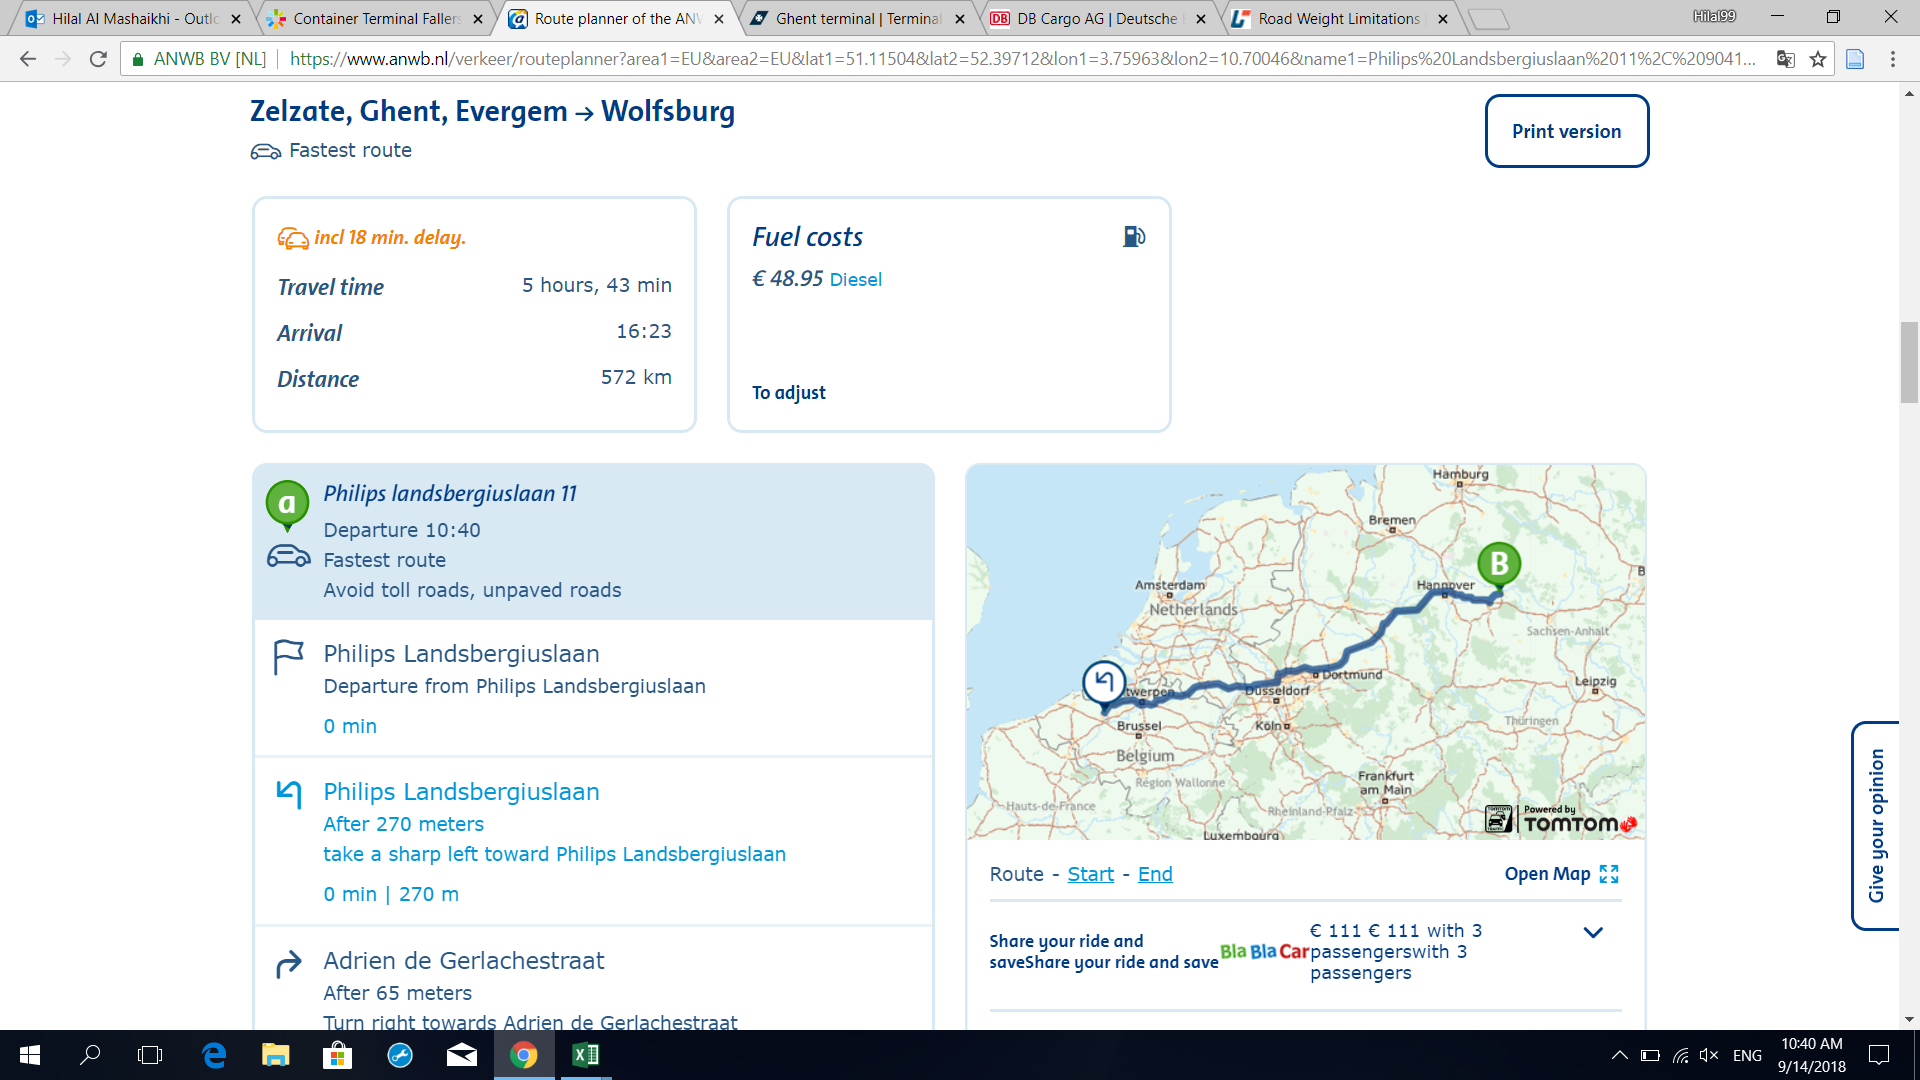 Hilal Al Mashaikhi - Outlo
Container Terminal Fallers
Route planner of the ANW
Ghent terminal | Terminal
DB Cargo AG | Deutsche
Road Weight Limitations
Hilal99
ANWB BV [NL]
https://www.anwb.nl/verkeer/routeplanner?area1=EU&area2=EU&lat1=51.11504&lat2=52.39712&lon1=3.75963&lon2=10.70046&name1=Philips%20Landsbergiuslaan%2011%2C%209041...
Zelzate, Ghent, Evergem → Wolfsburg
Fastest route
Print version
incl 18 min. delay.
Travel time 5 hours, 43 min
Arrival 16:23
Distance 572 km
Fuel costs
€ 48.95 Diesel
To adjust
a
Philips landsbergiuslaan 11
Departure 10:40
Fastest route
Avoid toll roads, unpaved roads
Philips Landsbergiuslaan
Departure from Philips Landsbergiuslaan
0 min
Philips Landsbergiuslaan
After 270 meters
take a sharp left toward Philips Landsbergiuslaan
0 min | 270 m
Adrien de Gerlachestraat
After 65 meters
Turn right towards Adrien de Gerlachestraat
Hamburg
Bremen
B
Hannover
B
Amsterdam
Netherlands
Sachsen-Anhalt
twerpen
Düsseldorf
Dortmund
Leipzig
Brussel
Köln
Thüringen
Belgium
Région Wallonne
Frankfurt
am Main
Hauts-de-France
Rheinland-Pfalz
Luxembourg
Powered by
TOMTOM
Route - Start - End
Open Map
Share your ride and
saveShare your ride and save
Bla Bla Car
€ 111 € 111 with 3
passengerswith 3
passengers
Give your opinion
ENG
10:40 AM
9/14/2018